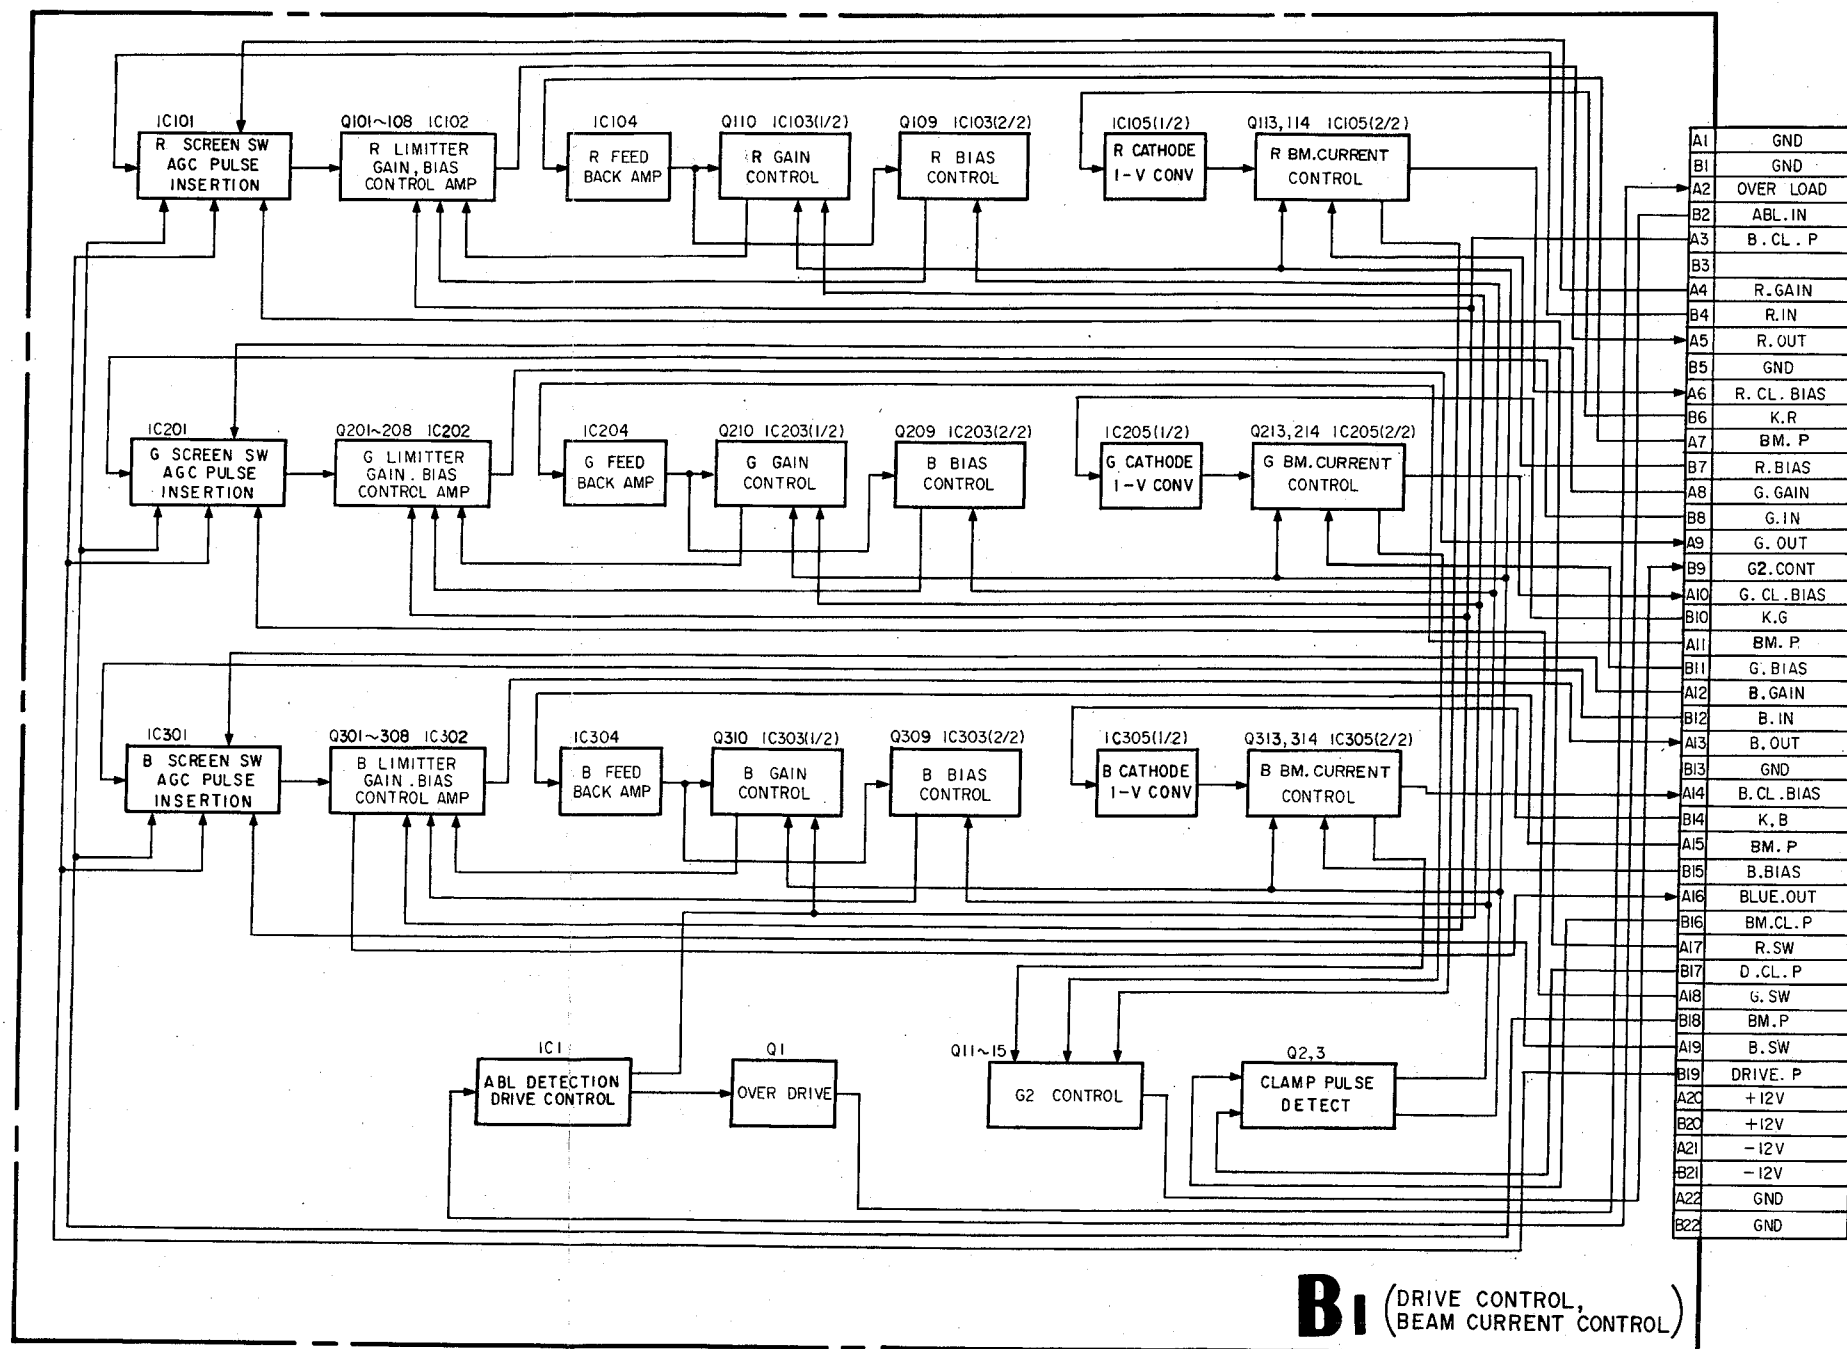 IC101
R SCREEN SW
AGC PULSE
INSERTION
Q101~108 IC102
R LIMITTER
GAIN, BIAS
CONTROL AMP
IC104
R FEED
BACK AMP
Q110 IC103(1/2)
R GAIN
CONTROL
Q109 IC103(2/2)
R BIAS
CONTROL
IC105(1/2)
R CATHODE
I-V CONV
Q113,114 IC105(2/2)
R BM.CURRENT
CONTROL
IC201
G SCREEN SW
AGC PULSE
INSERTION
Q201~208 IC202
G LIMITTER
GAIN. BIAS
CONTROL AMP
IC204
G FEED
BACK AMP
Q210 IC203(1/2)
G GAIN
CONTROL
Q209 IC203(2/2)
B BIAS
CONTROL
IC205(1/2)
G CATHODE
I-V CONV
Q213,214 IC205(2/2)
G BM.CURRENT
CONTROL
IC301
B SCREEN SW
AGC PULSE
INSERTION
Q301~308 IC302
B LIMITTER
GAIN.BIAS
CONTROL AMP
IC304
B FEED
BACK AMP
Q310 IC303(1/2)
B GAIN
CONTROL
Q309 IC303(2/2)
B BIAS
CONTROL
IC305(1/2)
B CATHODE
I-V CONV
Q313,314 IC305(2/2)
B BM.CURRENT
CONTROL
IC1
ABL DETECTION
DRIVE CONTROL
Q1
OVER DRIVE
Q11~15
G2 CONTROL
Q2,3
CLAMP PULSE
DETECT
A1 GND
B1 GND
A2 OVER LOAD
B2 ABL.IN
A3 B.CL.P
B3
A4 R.GAIN
B4 R.IN
A5 R.OUT
B5 GND
A6 R.CL.BIAS
B6 K.R
A7 BM.P
B7 R.BIAS
A8 G.GAIN
B8 G.IN
A9 G.OUT
B9 G2.CONT
A10 G.CL.BIAS
B10 K.G
A11 BM.P
B11 G.BIAS
A12 B.GAIN
B12 B.IN
A13 B.OUT
B13 GND
A14 B.CL.BIAS
B14 K.B
A15 BM.P
B15 B.BIAS
A16 BLUE.OUT
B16 BM.CL.P
A17 R.SW
B17 D.CL.P
A18 G.SW
B18 BM.P
A19 B.SW
B19 DRIVE.P
A20 +12V
B20 +12V
A21 -12V
B21 -12V
A22 GND
B22 GND
B1 (DRIVE CONTROL,
BEAM CURRENT CONTROL)